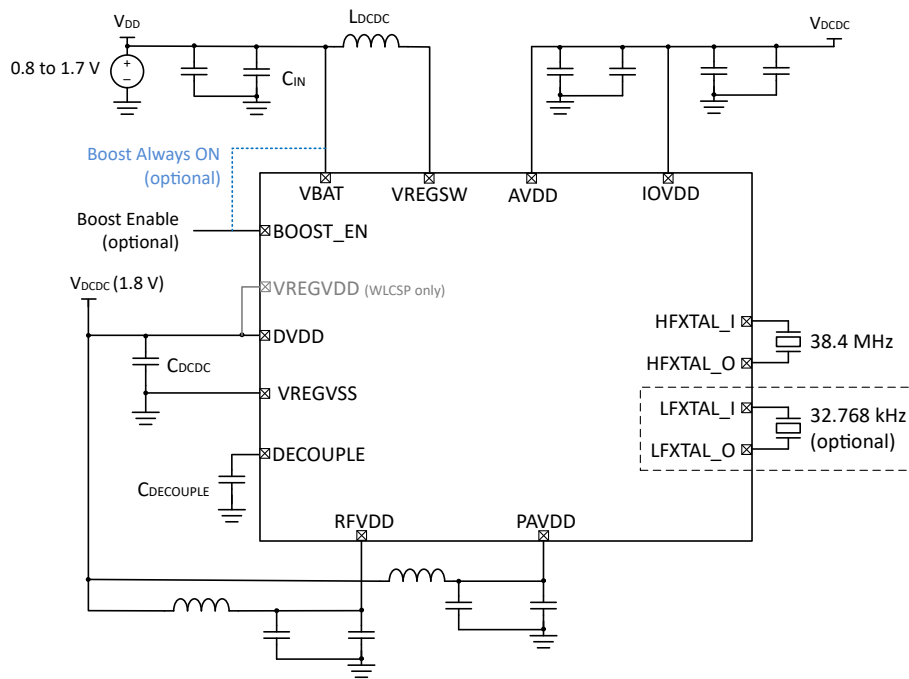 VDD
LDCDC
VDCDC
0.8 to 1.7 V
+
–
CIN
Boost Always ON
(optional)
VBAT
VREGSW
AVDD
IOVDD
Boost Enable
(optional)
BOOST_EN
VDCDC (1.8 V)
VREGVDD (WLCSP only)
HFXTAL_I
DVDD
38.4 MHz
CDCDC
HFXTAL_O
VREGVSS
LFXTAL_I
32.768 kHz
(optional)
LFXTAL_O
DECOUPLE
CDECOUPLE
RFVDD
PAVDD